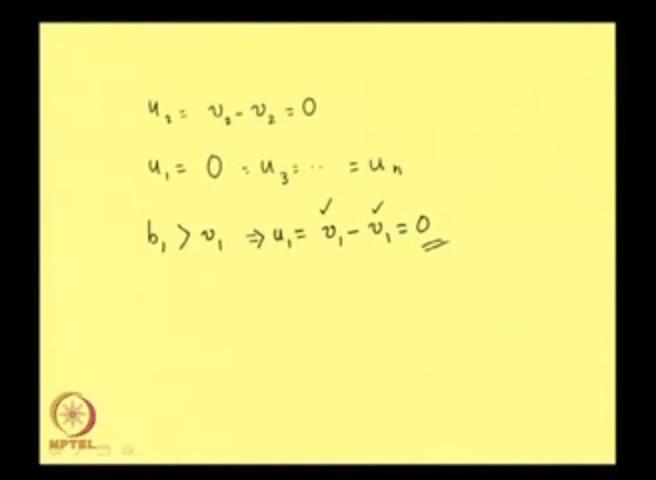 u₂ = v₂ - v₂ = 0
u₁ = 0 = u₃ = ... = uₙ
b₁ > v₁ ⇒ u₁ = v₁ - v₁ = 0
NPTEL